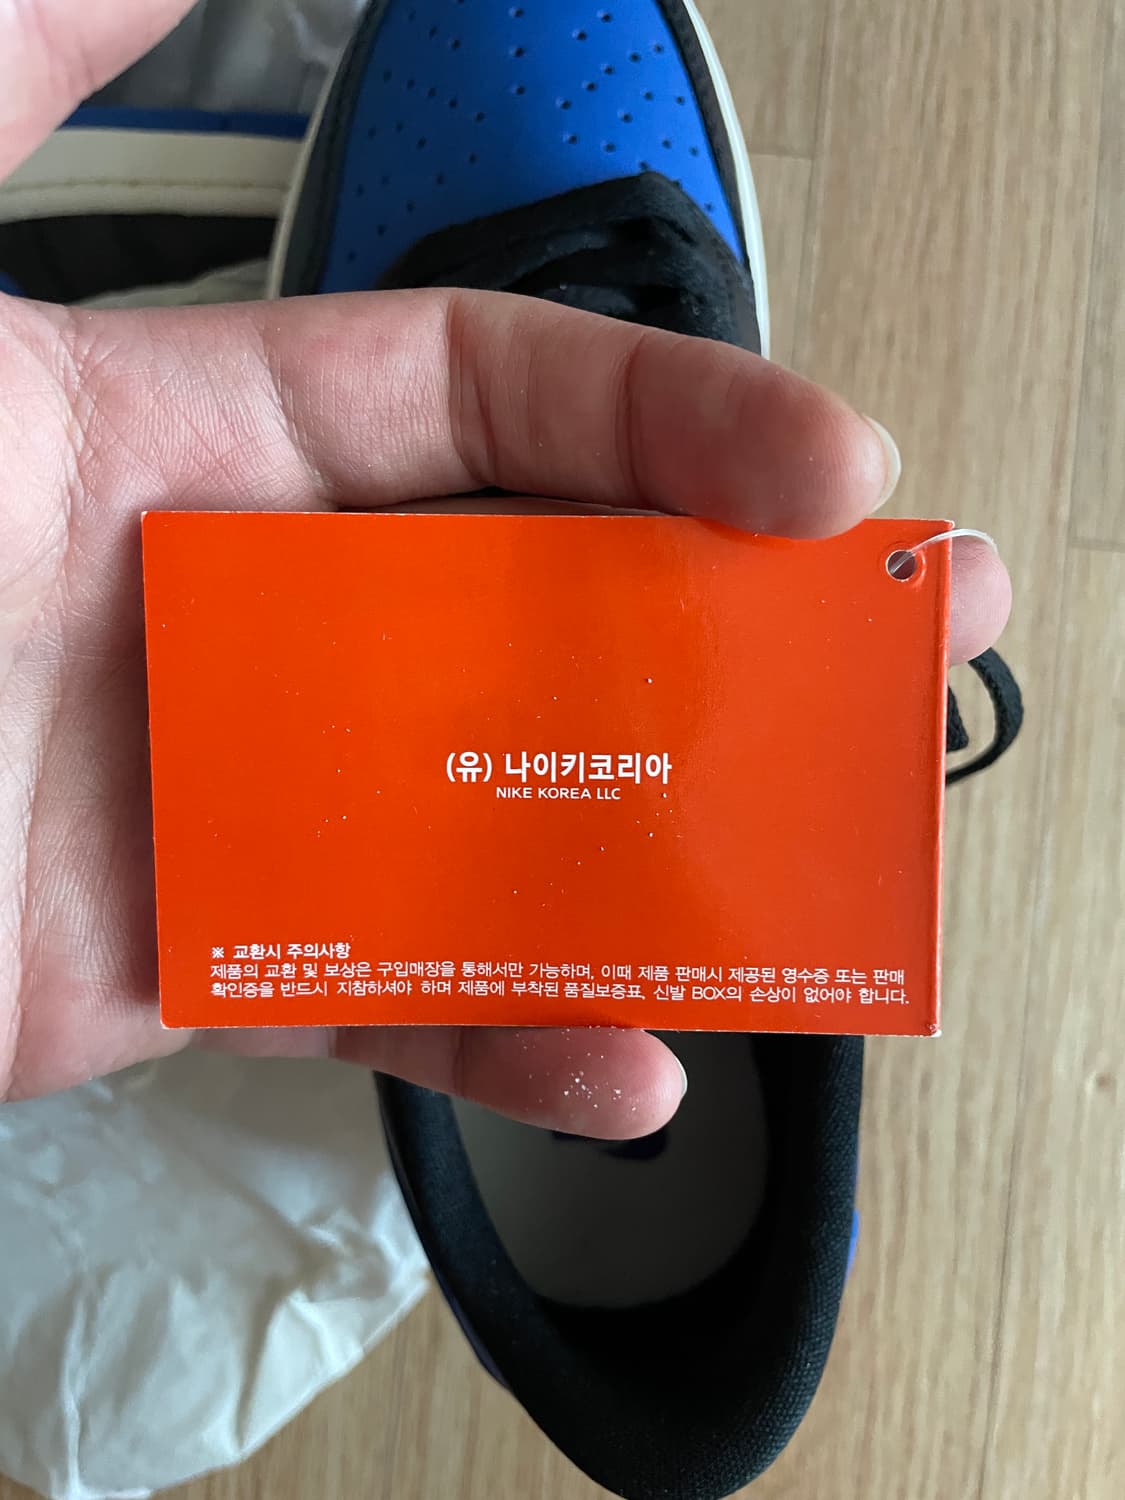 (유) 나이키코리아
NIKE KOREA LLC
※ 교환시 주의사항
제품의 교환 및 보상은 구입매장을 통해서만 가능하며, 이때 제품 판매시 제공된 영수증 또는 판매
확인증을 반드시 지참하셔야 하며 제품에 부착된 품질보증표, 신발 BOX의 손상이 없어야 합니다.